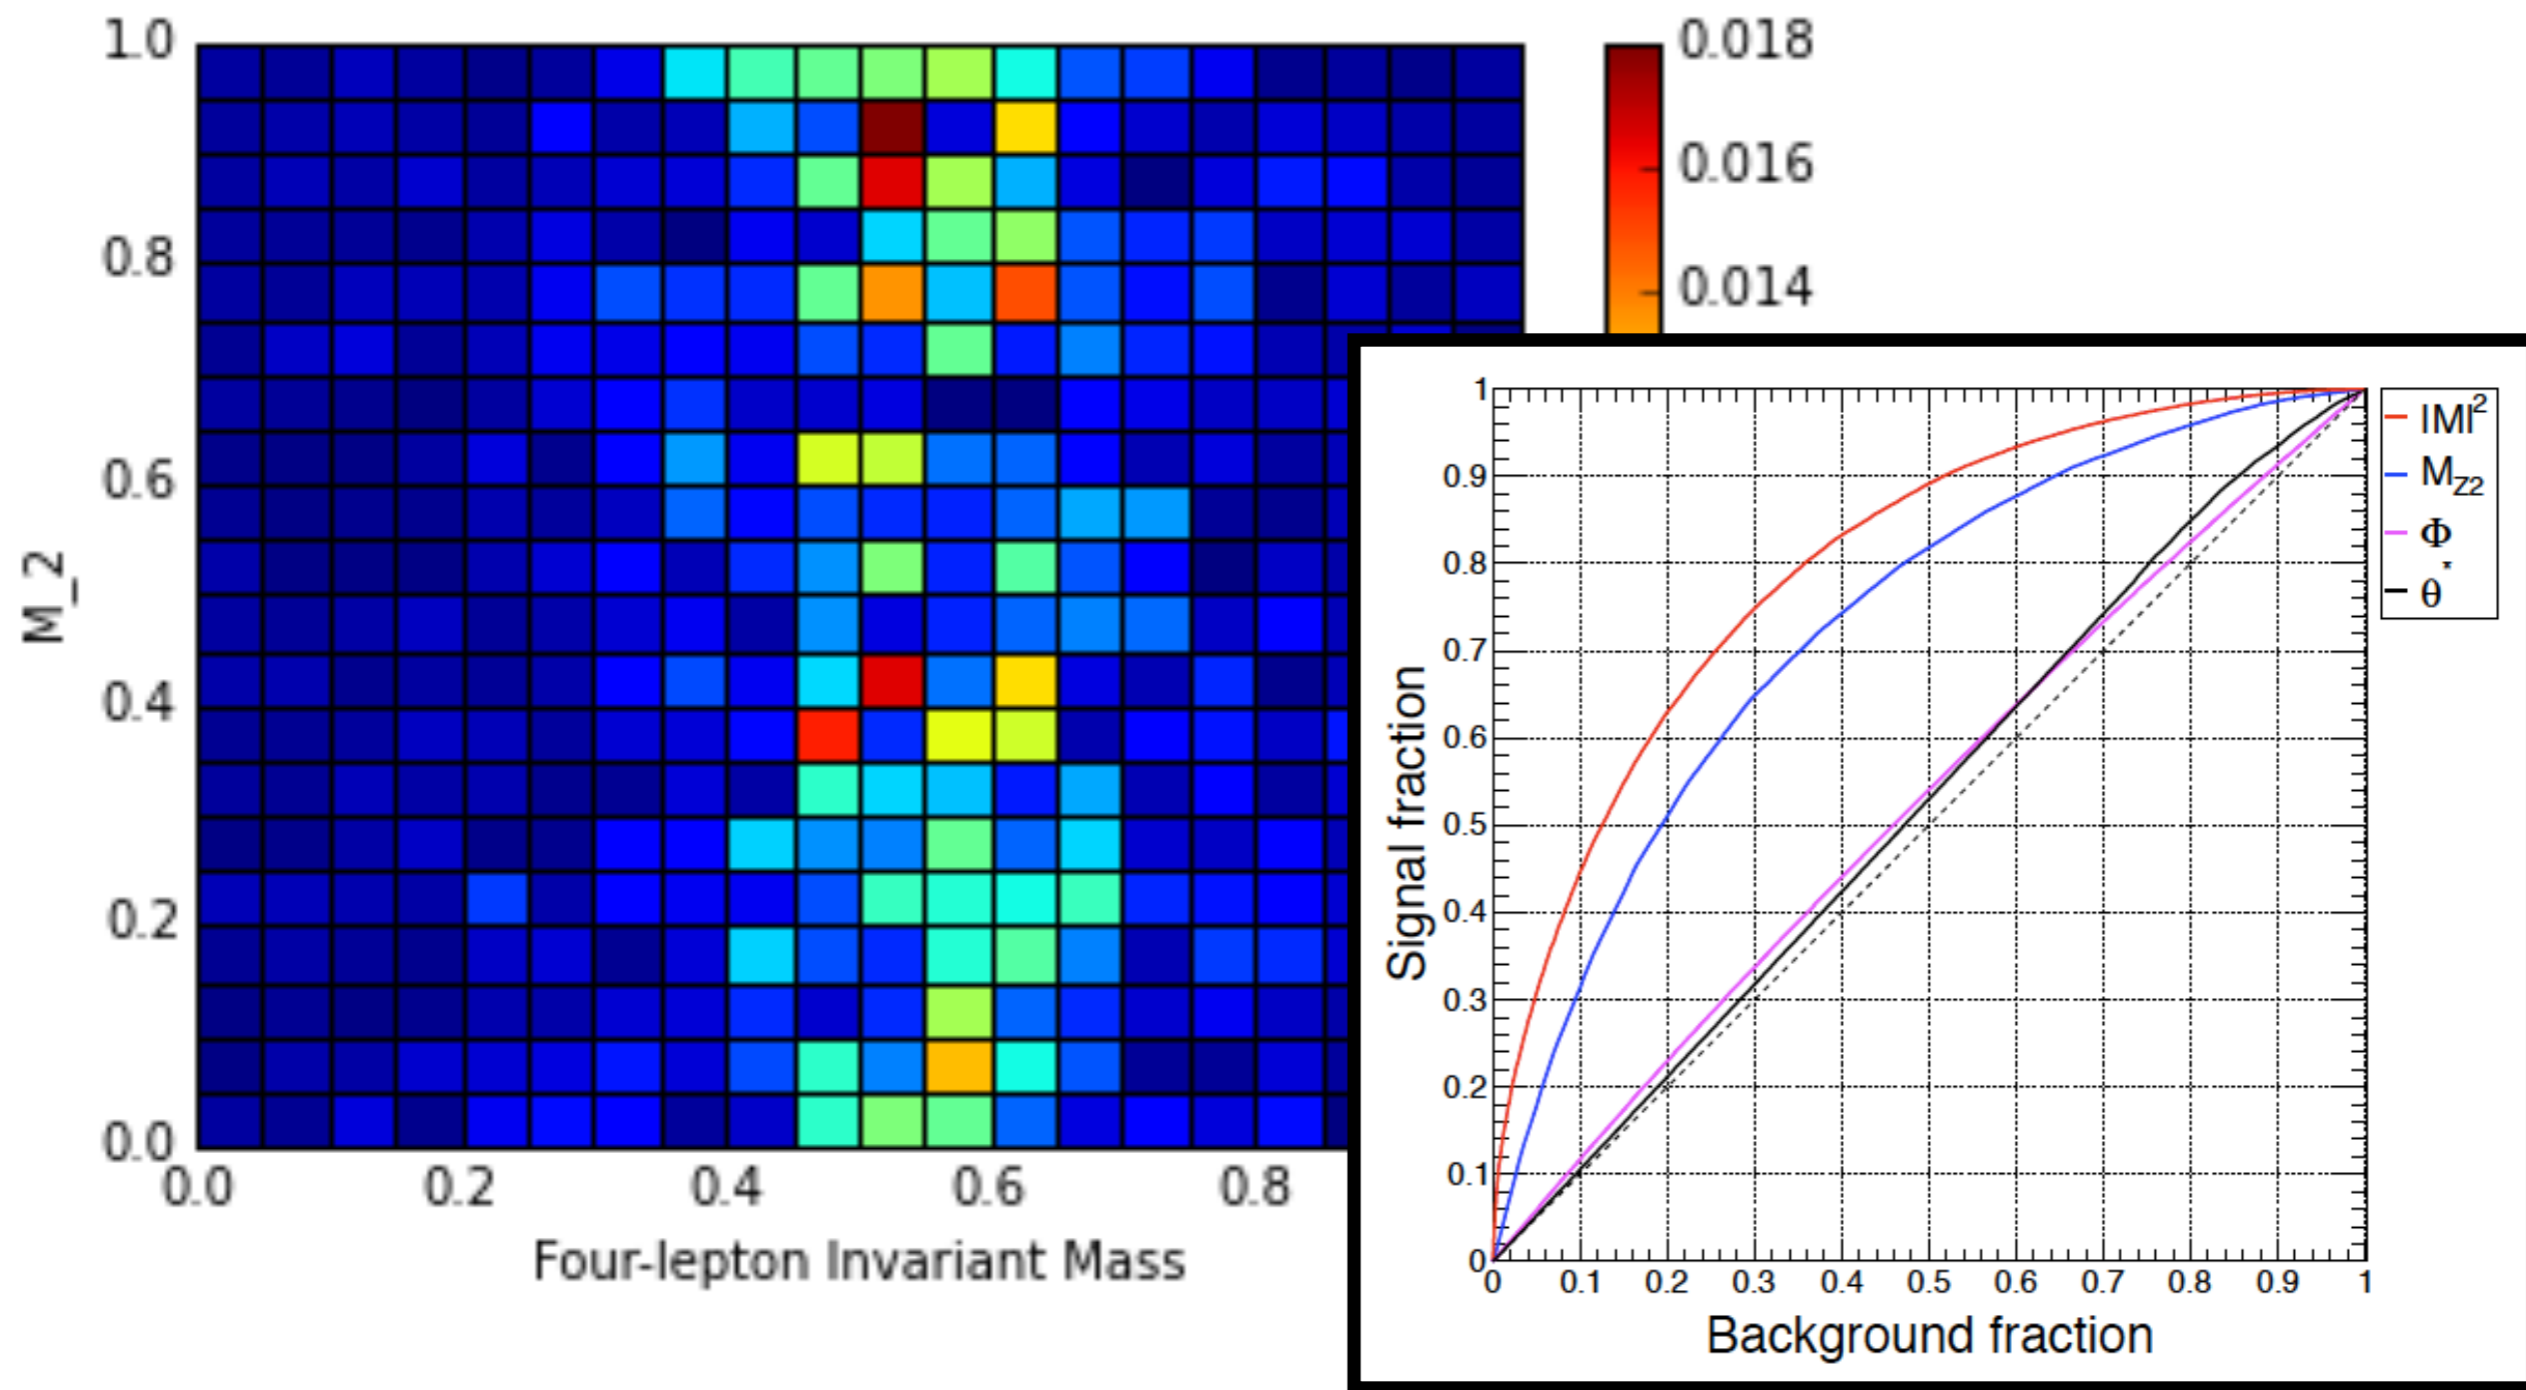 1.0
0.8
0.6
0.4
0.2
0.0
M_2
0.0 0.2 0.4 0.6 0.8
Four-lepton Invariant Mass
0.018
0.016
0.014
1
0.9
0.8
0.7
0.6
0.5
0.4
0.3
0.2
0.1
0
Signal fraction
0 0.1 0.2 0.3 0.4 0.5 0.6 0.7 0.8 0.9 1
Background fraction
IMI²
M_Z2
Φ
θ*